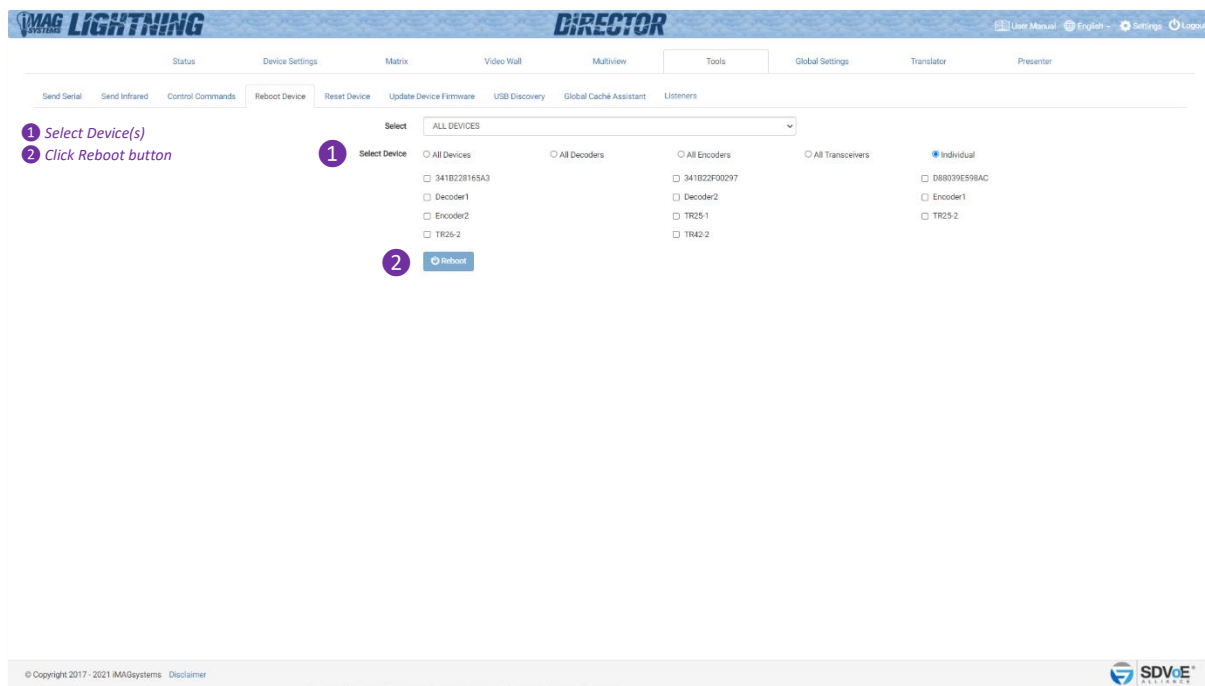 iMAG SYSTEMS LIGHTNING DiRECTOR User Manual English Settings Logout
Status Device Settings Matrix Video Wall Multiview Tools Global Settings Translator Presenter
Send Serial Send Infrared Control Commands Reboot Device Reset Device Update Device Firmware USB Discovery Global Caché Assistant Listeners
Select ALL DEVICES
1 Select Device(s)
2 Click Reboot button
1 Select Device All Devices All Decoders All Encoders All Transceivers Individual
341B228165A3 341B22F00297 D88039E598AC
Decoder1 Decoder2 Encoder1
Encoder2 TR25-1 TR25-2
TR26-2 TR42-2
2 Reboot
© Copyright 2017 - 2021 iMAGsystems Disclaimer SDVoE ALLIANCE